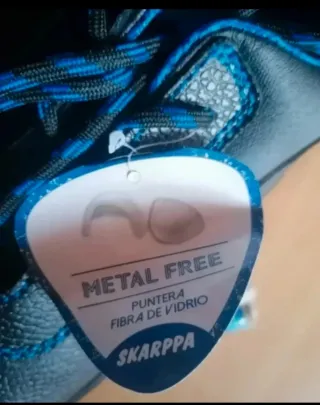 METAL FREE
PUNTERA
FIBRA DE VIDRIO
SKARPPA